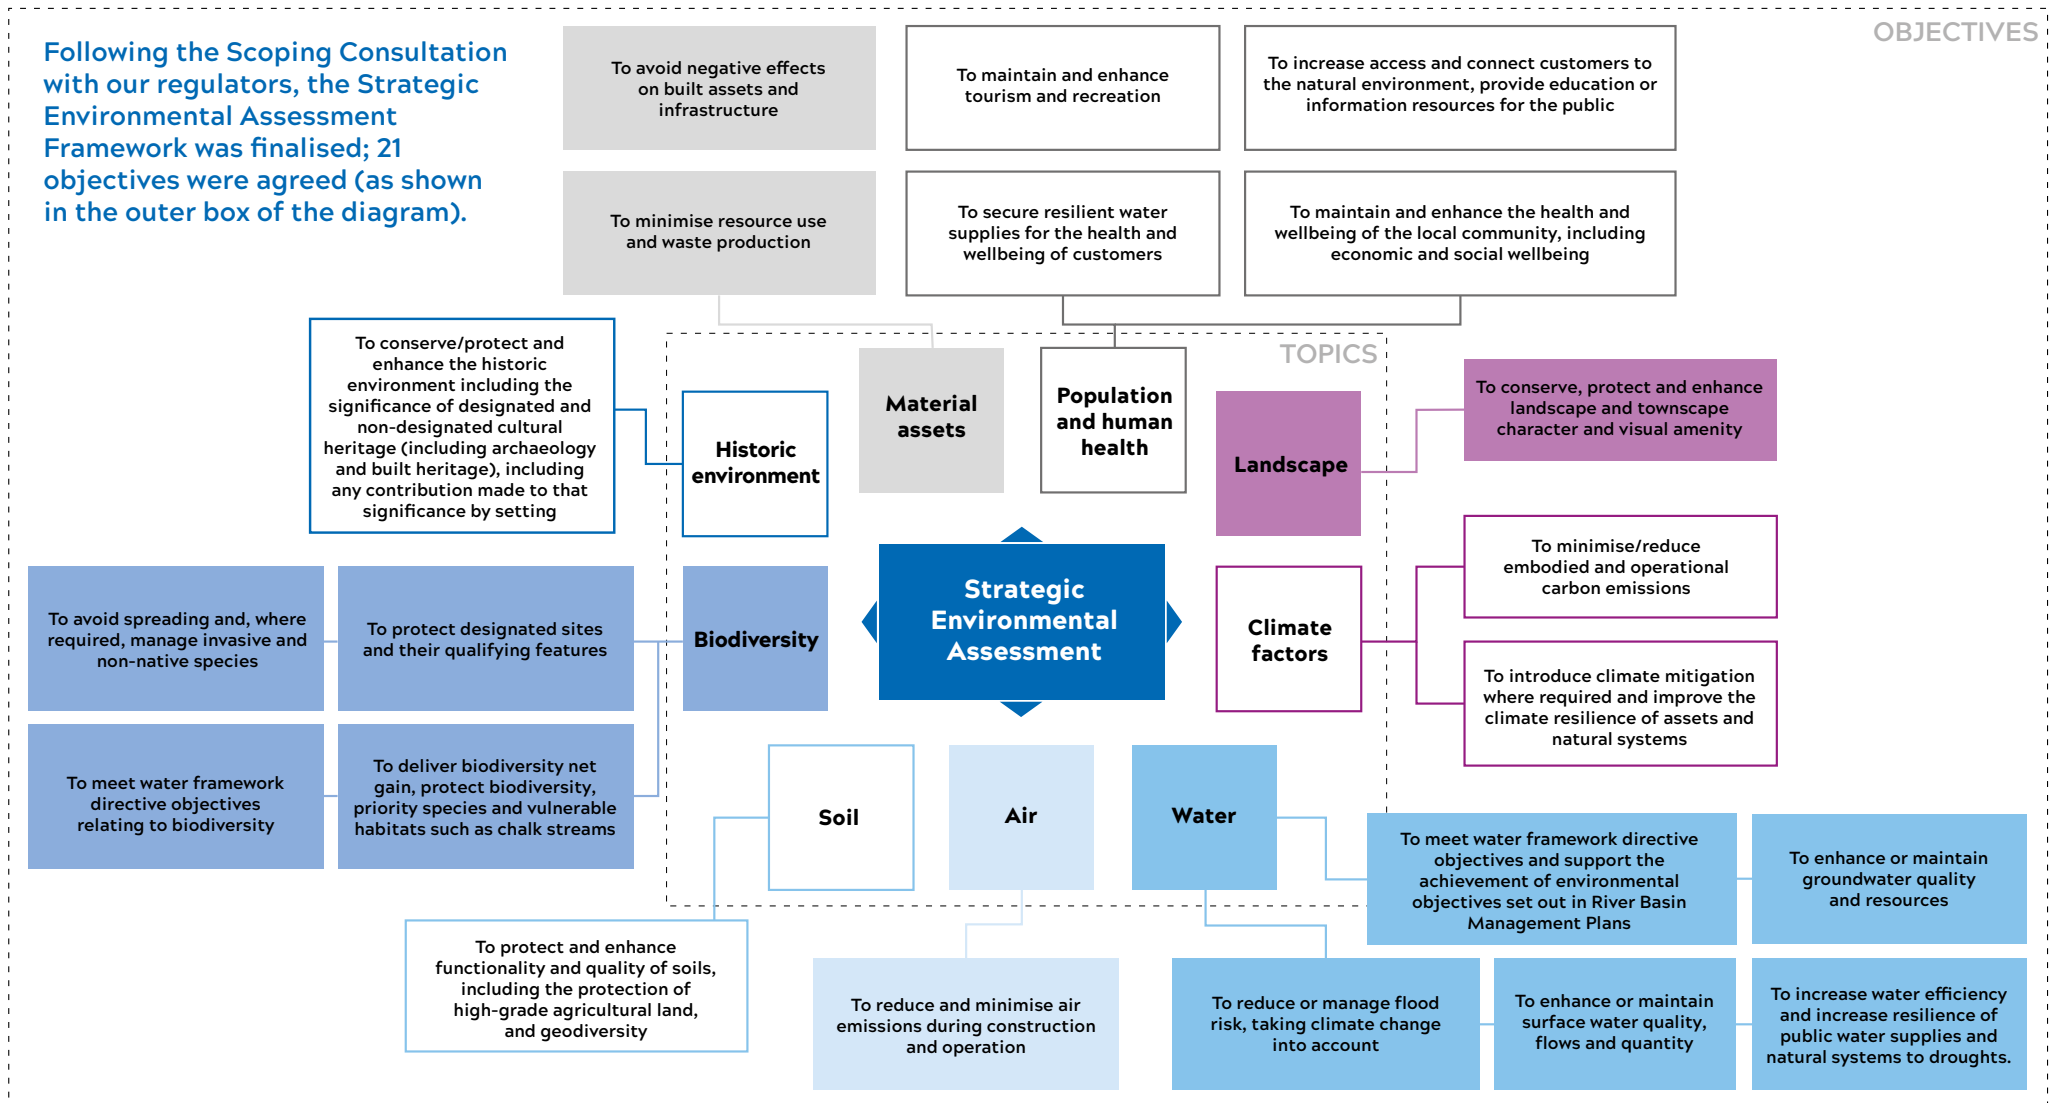 OBJECTIVES
Following the Scoping Consultation
with our regulators, the Strategic
Environmental Assessment
Framework was finalised; 21
objectives were agreed (as shown
in the outer box of the diagram).
To avoid negative effects
on built assets and
infrastructure
To maintain and enhance
tourism and recreation
To increase access and connect customers to
the natural environment, provide education or
information resources for the public
To minimise resource use
and waste production
To secure resilient water
supplies for the health and
wellbeing of customers
To maintain and enhance the health and
wellbeing of the local community, including
economic and social wellbeing
To conserve/protect and
enhance the historic
environment including the
significance of designated and
non-designated cultural
heritage (including archaeology
and built heritage), including
any contribution made to that
significance by setting
TOPICS
Historic
environment
Material
assets
Population
and human
health
Landscape
To conserve, protect and enhance
landscape and townscape
character and visual amenity
To avoid spreading and, where
required, manage invasive and
non-native species
To protect designated sites
and their qualifying features
Biodiversity
Strategic
Environmental
Assessment
Climate
factors
To minimise/reduce
embodied and operational
carbon emissions
To introduce climate mitigation
where required and improve the
climate resilience of assets and
natural systems
To meet water framework
directive objectives
relating to biodiversity
To deliver biodiversity net
gain, protect biodiversity,
priority species and vulnerable
habitats such as chalk streams
Soil
Air
Water
To meet water framework directive
objectives and support the
achievement of environmental
objectives set out in River Basin
Management Plans
To enhance or maintain
groundwater quality
and resources
To protect and enhance
functionality and quality of soils,
including the protection of
high-grade agricultural land,
and geodiversity
To reduce and minimise air
emissions during construction
and operation
To reduce or manage flood
risk, taking climate change
into account
To enhance or maintain
surface water quality,
flows and quantity
To increase water efficiency
and increase resilience of
public water supplies and
natural systems to droughts.